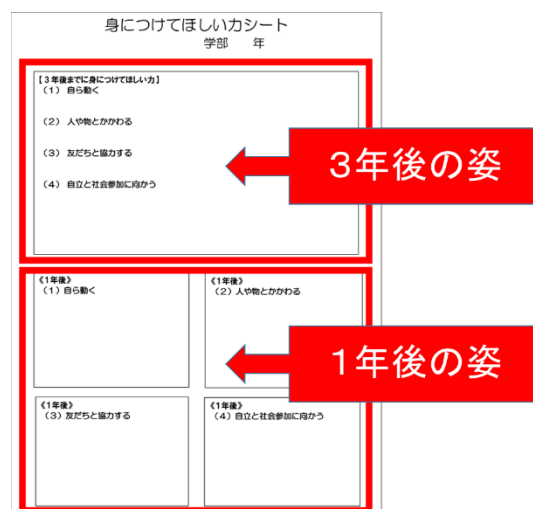 身につけてほしい力シート
学部 年
【3年後までに身につけてほしい力】
(1) 自ら動く
(2) 人や物とかかわる
(3) 友だちと協力する
(4) 自立と社会参加に向かう
3年後の姿
《1年後》
(1) 自ら動く
《1年後》
(2) 人や物とかかわる
1年後の姿
《1年後》
(3) 友だちと協力する
《1年後》
(4) 自立と社会参加に向かう